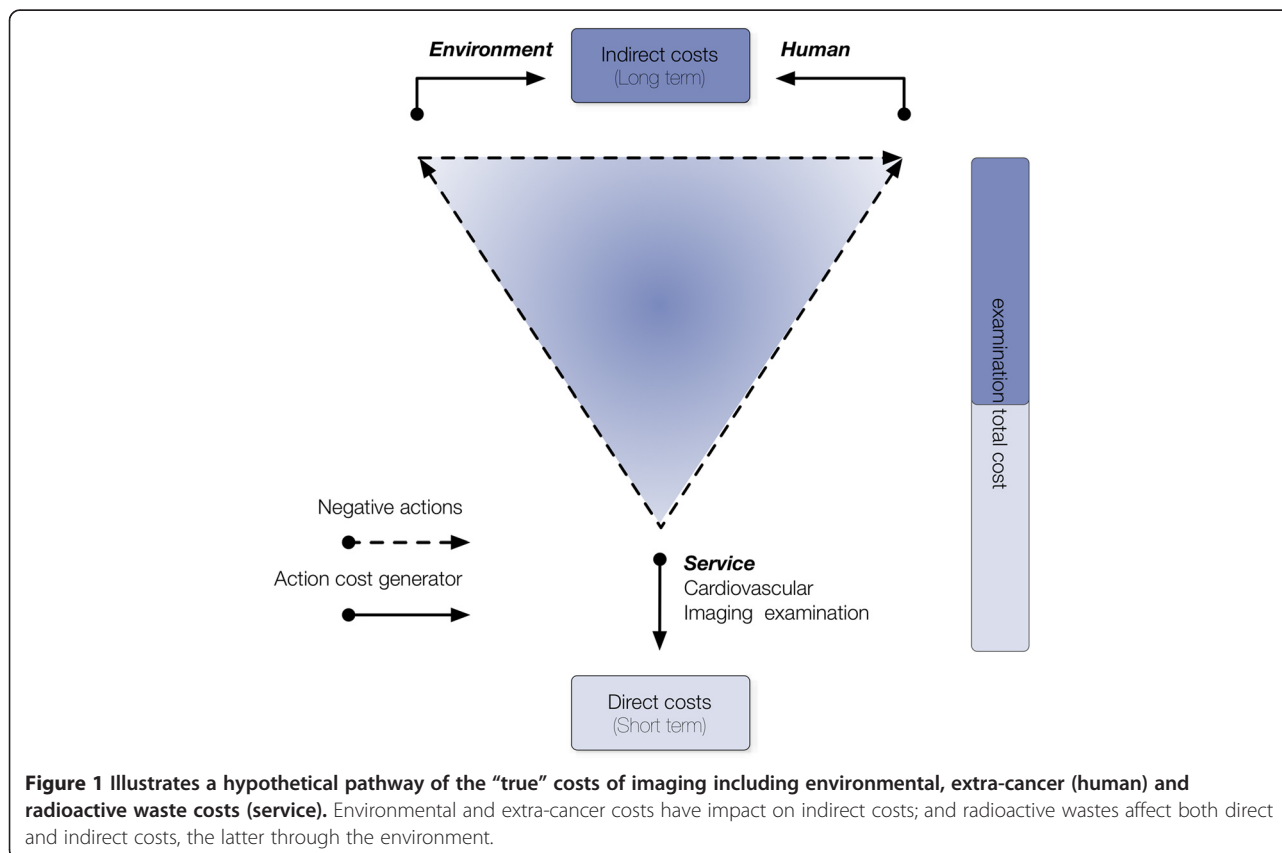 Environment
Indirect costs
(Long term)
Human
examination total cost
Negative actions
Action cost generator
Service
Cardiovascular
Imaging examination
Direct costs
(Short term)
Figure 1 Illustrates a hypothetical pathway of the “true” costs of imaging including environmental, extra-cancer (human) and
radioactive waste costs (service). Environmental and extra-cancer costs have impact on indirect costs; and radioactive wastes affect both direct
and indirect costs, the latter through the environment.